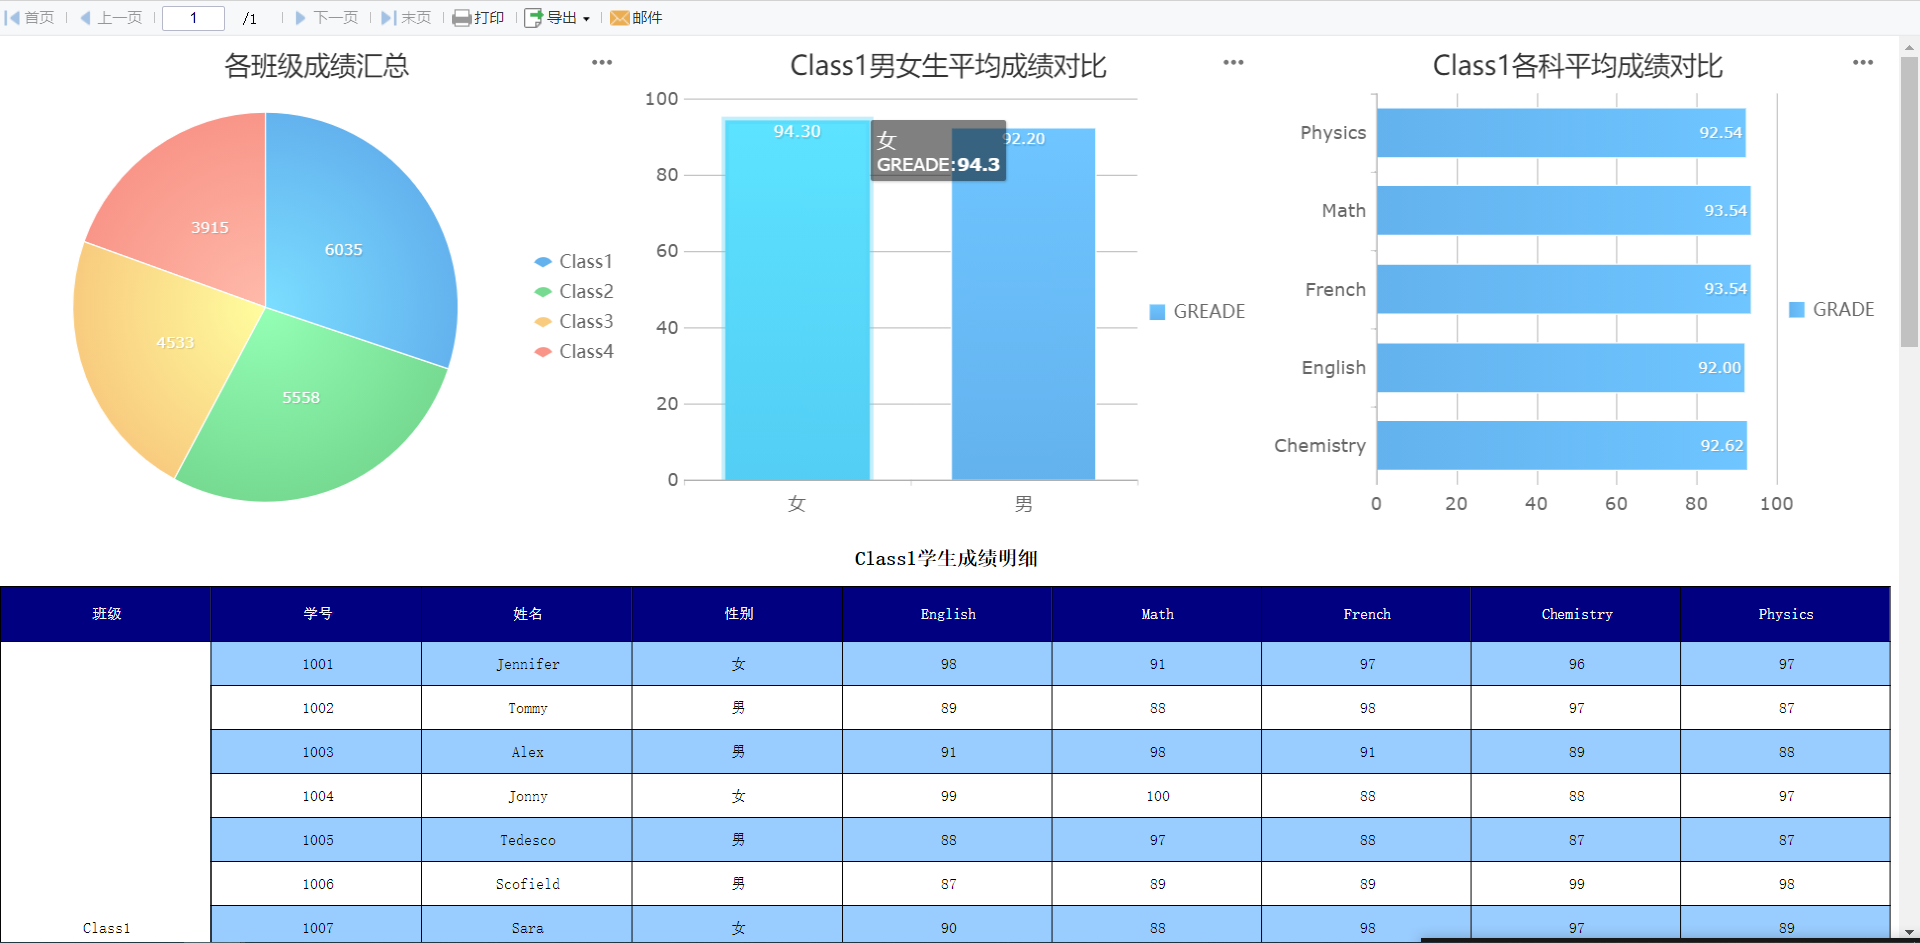 首页 上一页 1 /1 下一页 末页 打印 导出 邮件
各班级成绩汇总
6035
5558
4533
3915
Class1
Class2
Class3
Class4
Class1男女生平均成绩对比
100
80
60
40
20
0
94.30
92.20
女
GREADE:94.3
女 男
GREADE
Class1各科平均成绩对比
Physics 92.54
Math 93.54
French 93.54
English 92.00
Chemistry 92.62
0 20 40 60 80 100
GRADE
Class1学生成绩明细
班级 学号 姓名 性别 English Math French Chemistry Physics
1001 Jennifer 女 98 91 97 96 97
1002 Tommy 男 89 88 98 97 87
1003 Alex 男 91 98 91 89 88
1004 Jonny 女 99 100 88 88 97
1005 Tedesco 男 88 97 88 87 87
1006 Scofield 男 87 89 89 99 98
Class1 1007 Sara 女 90 88 98 97 89